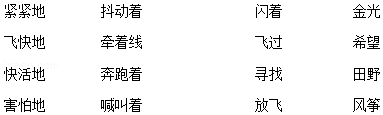 紧紧地 抖动着 闪着 金光
飞快地 牵着线 飞过 希望
快活地 奔跑着 寻找 田野
害怕地 喊叫着 放飞 风筝